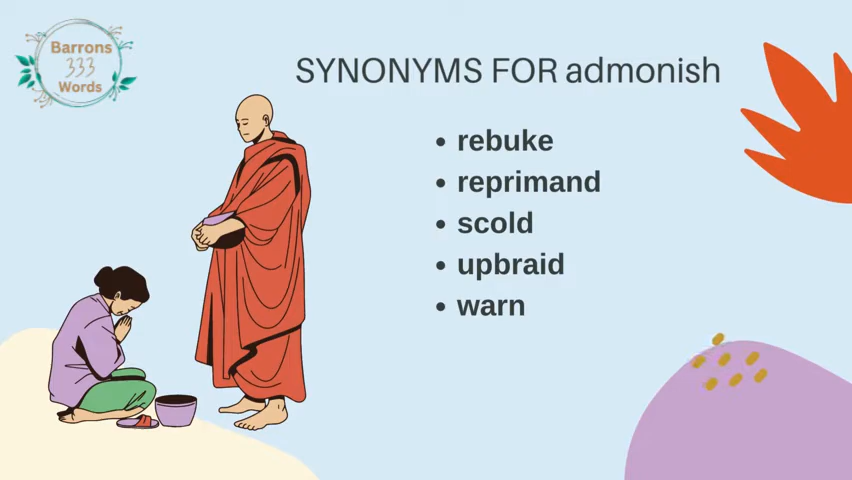 Barrons
333
Words
SYNONYMS FOR admonish
• rebuke
• reprimand
• scold
• upbraid
• warn